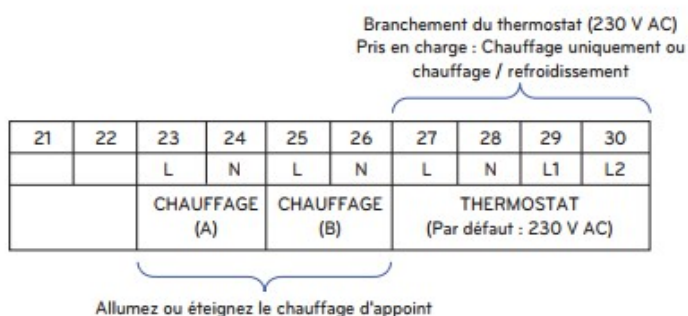 Branchement du thermostat (230 V AC)
Pris en charge : Chauffage uniquement ou
chauffage / refroidissement
21 22 23 24 25 26 27 28 29 30
L N L N L N L1 L2
CHAUFFAGE CHAUFFAGE THERMOSTAT
(A) (B) (Par défaut : 230 V AC)
Allumez ou éteignez le chauffage d'appoint